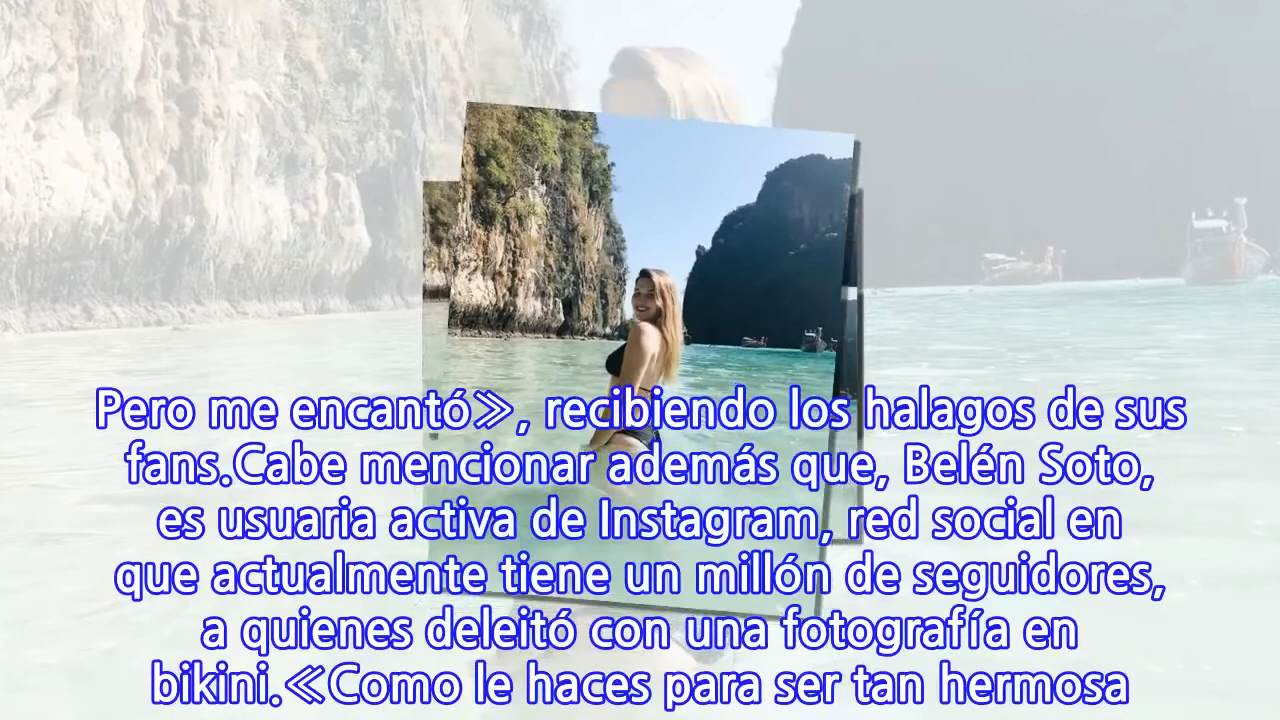 Pero me encantó≫, recibiendo los halagos de sus
fans.Cabe mencionar además que, Belén Soto,
es usuaria activa de Instagram, red social en
que actualmente tiene un millón de seguidores,
a quienes deleitó con una fotografía en
bikini.≪Como le haces para ser tan hermosa